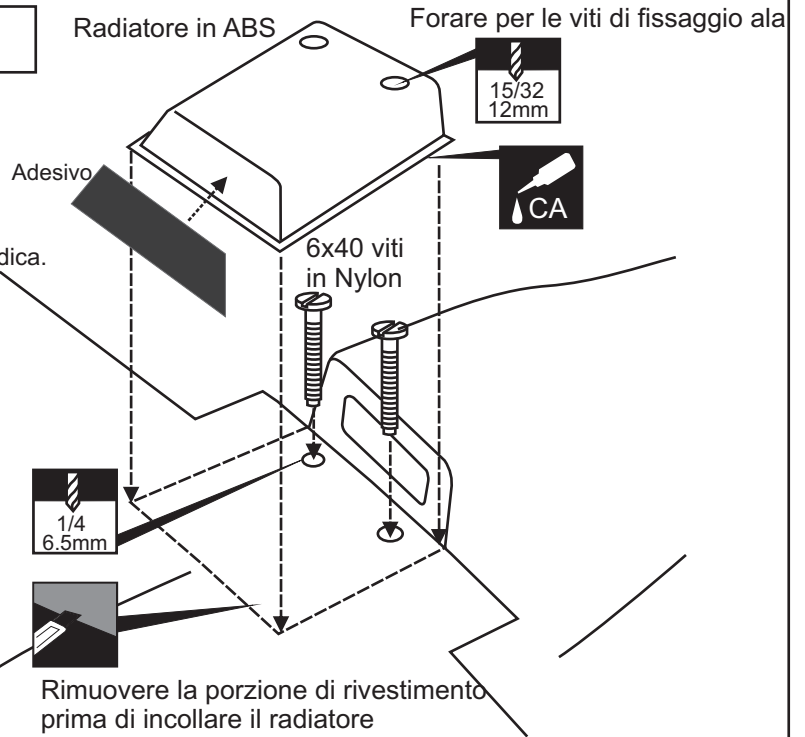 Radiatore in ABS
Forare per le viti di fissaggio ala
15/32
12mm
Adesivo
CA
6x40 viti
in Nylon
1/4
6.5mm
Rimuovere la porzione di rivestimento
prima di incollare il radiatore